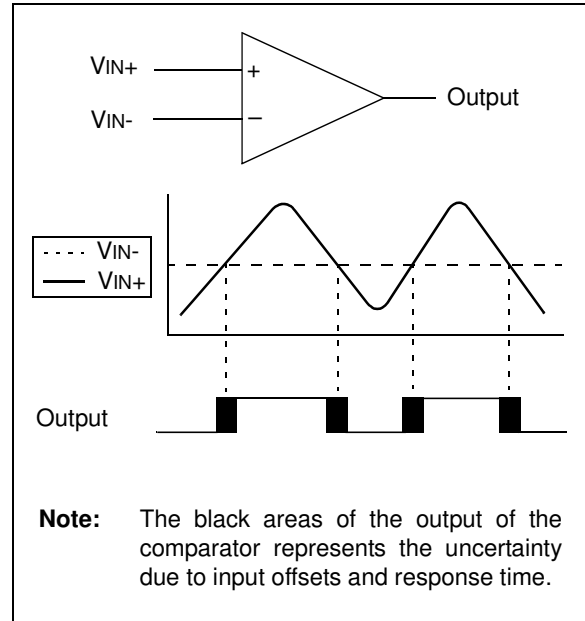 VIN+
+
Output
VIN-
–
VIN-
VIN+
Output
Note: The black areas of the output of the
comparator represents the uncertainty
due to input offsets and response time.